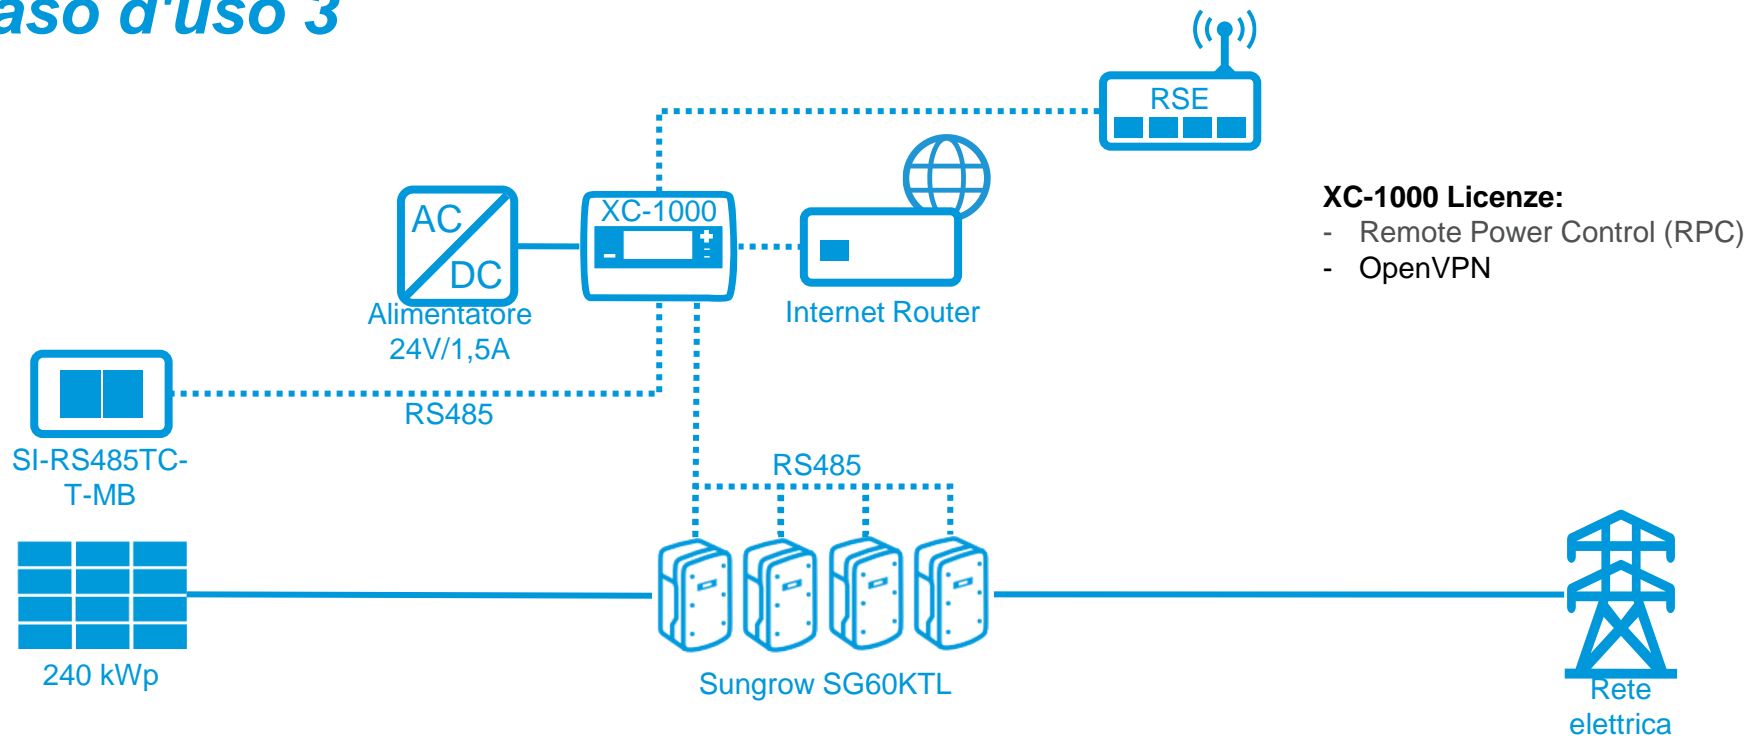 aso d'uso 3
RSE
XC-1000
AC
DC
Alimentatore
24V/1,5A
Internet Router
XC-1000 Licenze:
- Remote Power Control (RPC)
- OpenVPN
RS485
SI-RS485TC-
T-MB
RS485
240 kWp
Sungrow SG60KTL
Rete
elettrica